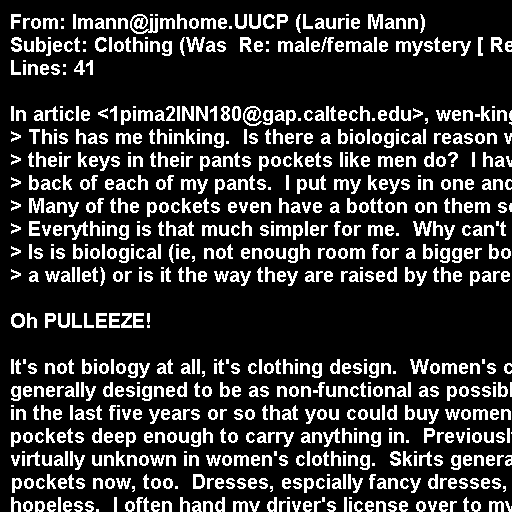 From: lmann@jjmhome.UUCP (Laurie Mann)
Subject: Clothing (Was  Re: male/female mystery [ Re
Lines: 41

In article <1pima2INN180@gap.caltech.edu>, wen-king
> This has me thinking.  Is there a biological reason w
> their keys in their pants pockets like men do?  I hav
> back of each of my pants.  I put my keys in one and
> Many of the pockets even have a botton on them so
> Everything is that much simpler for me.  Why can't
> Is is biological (ie, not enough room for a bigger bo
> a wallet) or is it the way they are raised by the pare

Oh PULLEEZE!

It's not biology at all, it's clothing design.  Women's c
generally designed to be as non-functional as possibl
in the last five years or so that you could buy women
pockets deep enough to carry anything in.  Previously
virtually unknown in women's clothing.  Skirts genera
pockets now, too.  Dresses, espcially fancy dresses,
hopeless.  I often hand my driver's license over to my